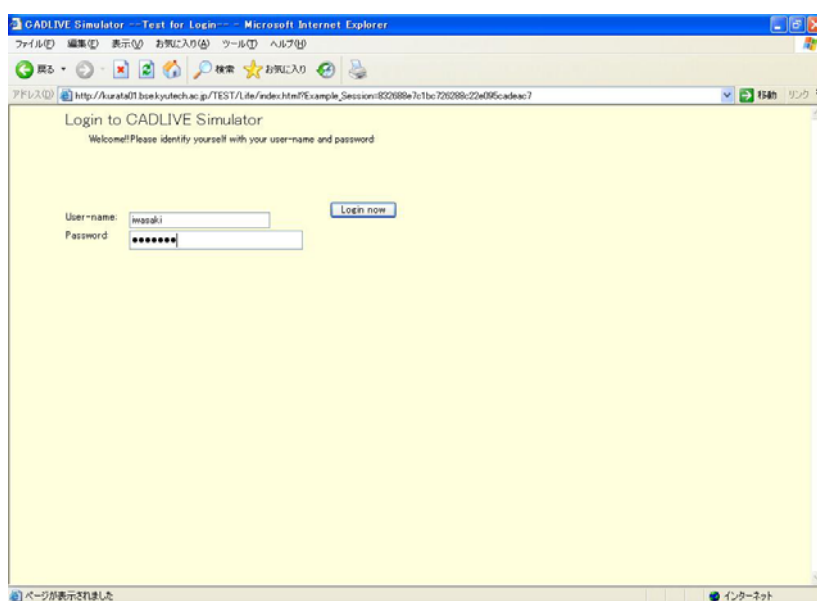 CADLIVE Simulator --Test for Login-- - Microsoft Internet Explorer
ファイル(F) 編集(E) 表示(V) お気に入り(A) ツール(T) ヘルプ(H)
戻る 検索 お気に入り
アドレス(D) http://kurata01.bse.kyutech.ac.jp/TEST/Life/index.html?Example_Session=832688e7c1bc726288c22e095cadeac7 移動 リンク
Login to CADLIVE Simulator
Welcome!!Please identify yourself with your user-name and password
Login now
User-name: iwasaki
Password: ●●●●●●●
ページが表示されました インターネット